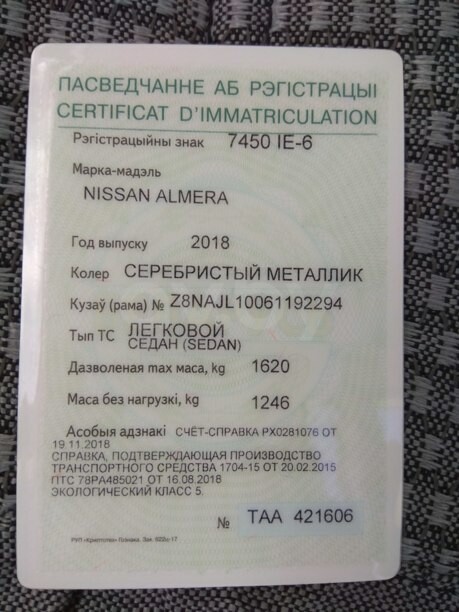 ПАСВЕДЧАННЕ АБ РЭГІСТРАЦЫІ
CERTIFICAT D'IMMATRICULATION
Рэгістрацыйны знак 7450 IE-6
Марка-мадэль
NISSAN ALMERA
Год выпуску 2018
Колер СЕРЕБРИСТЫЙ МЕТАЛЛИК
Кузаў (рама) № Z8NAJL10061192294
Тып ТС ЛЕГКОВОЙ
СЕДАН (SEDAN)
Дазволеная max маса, kg 1620
Маса без нагрузкі, kg 1246
Асобыя адзнакі СЧЁТ-СПРАВКА РХ0281076 ОТ
19.11.2018
СПРАВКА, ПОДТВЕРЖДАЮЩАЯ ПРОИЗВОДСТВО
ТРАНСПОРТНОГО СРЕДСТВА 1704-15 ОТ 20.02.2015
ПТС 78РА485021 ОТ 16.08.2018
ЭКОЛОГИЧЕСКИЙ КЛАСС 5
№ TAA 421606